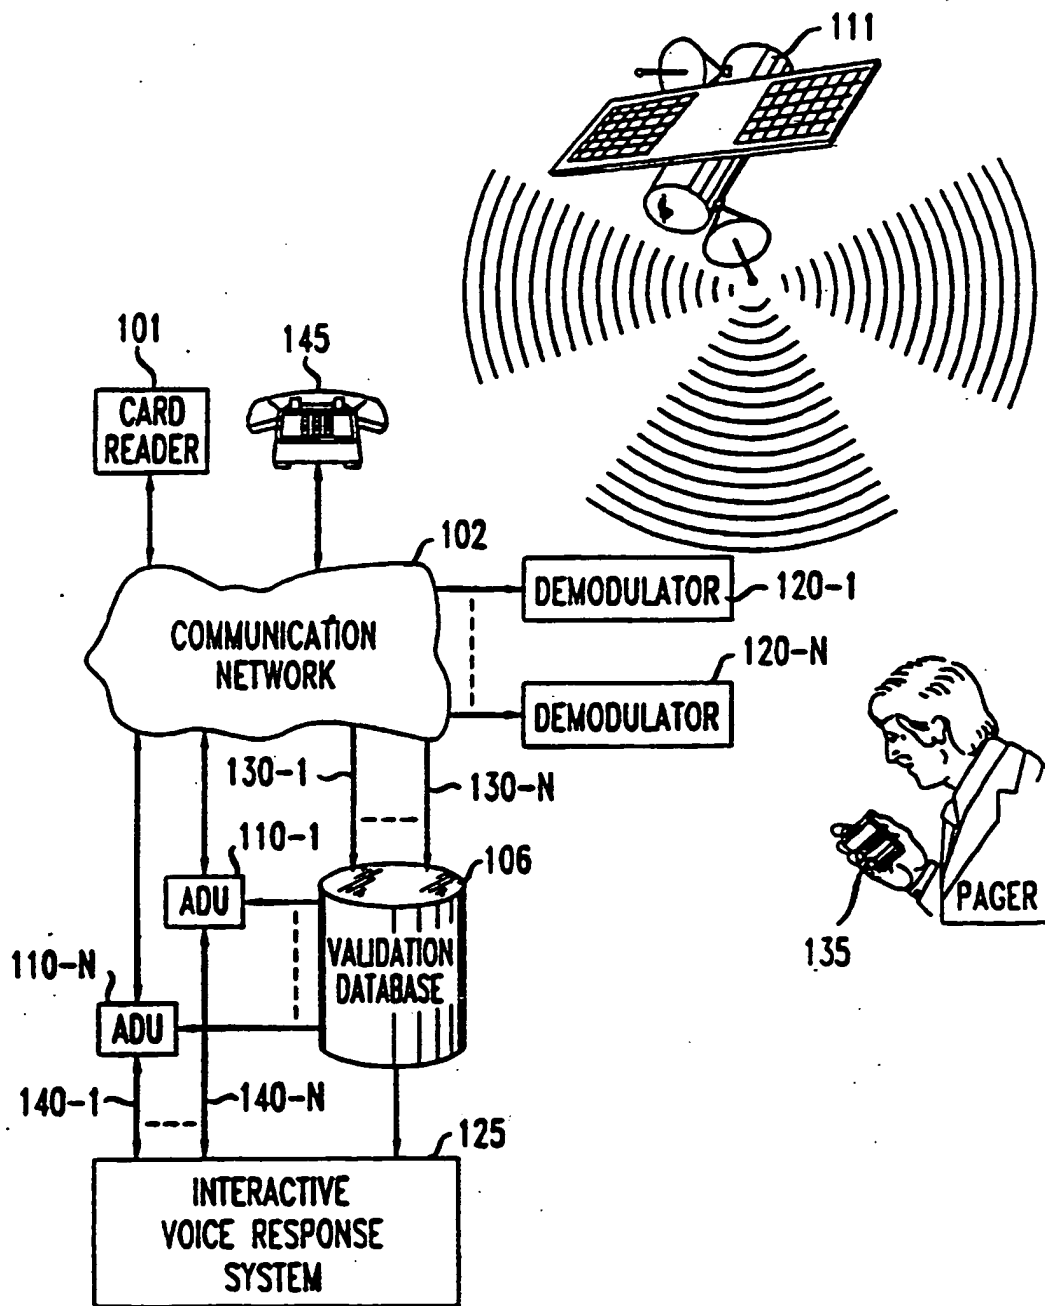 111
101
145
CARD
READER
102
COMMUNICATION
NETWORK
DEMODULATOR
120-1
120-N
DEMODULATOR
130-1
130-N
110-1
106
ADU
VALIDATION
DATABASE
PAGER
135
110-N
ADU
140-1
140-N
125
INTERACTIVE
VOICE RESPONSE
SYSTEM